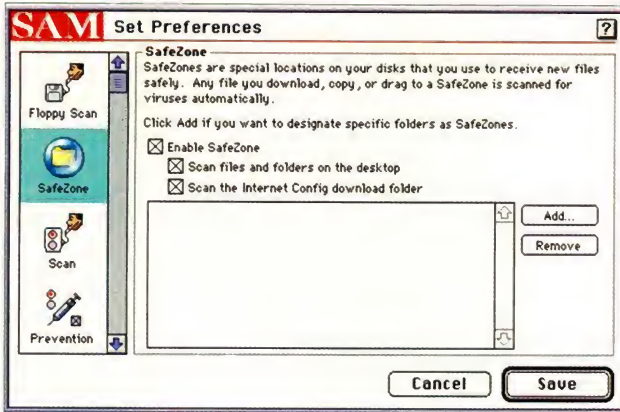 SAM Set Preferences ?
Floppy Scan
SafeZone
Scan
Prevention
SafeZone
SafeZones are special locations on your disks that you use to receive new files
safely. Any file you download, copy, or drag to a SafeZone is scanned for
viruses automatically.
Click Add if you want to designate specific folders as SafeZones.
Enable SafeZone
Scan files and folders on the desktop
Scan the Internet Config download folder
Add...
Remove
Cancel
Save